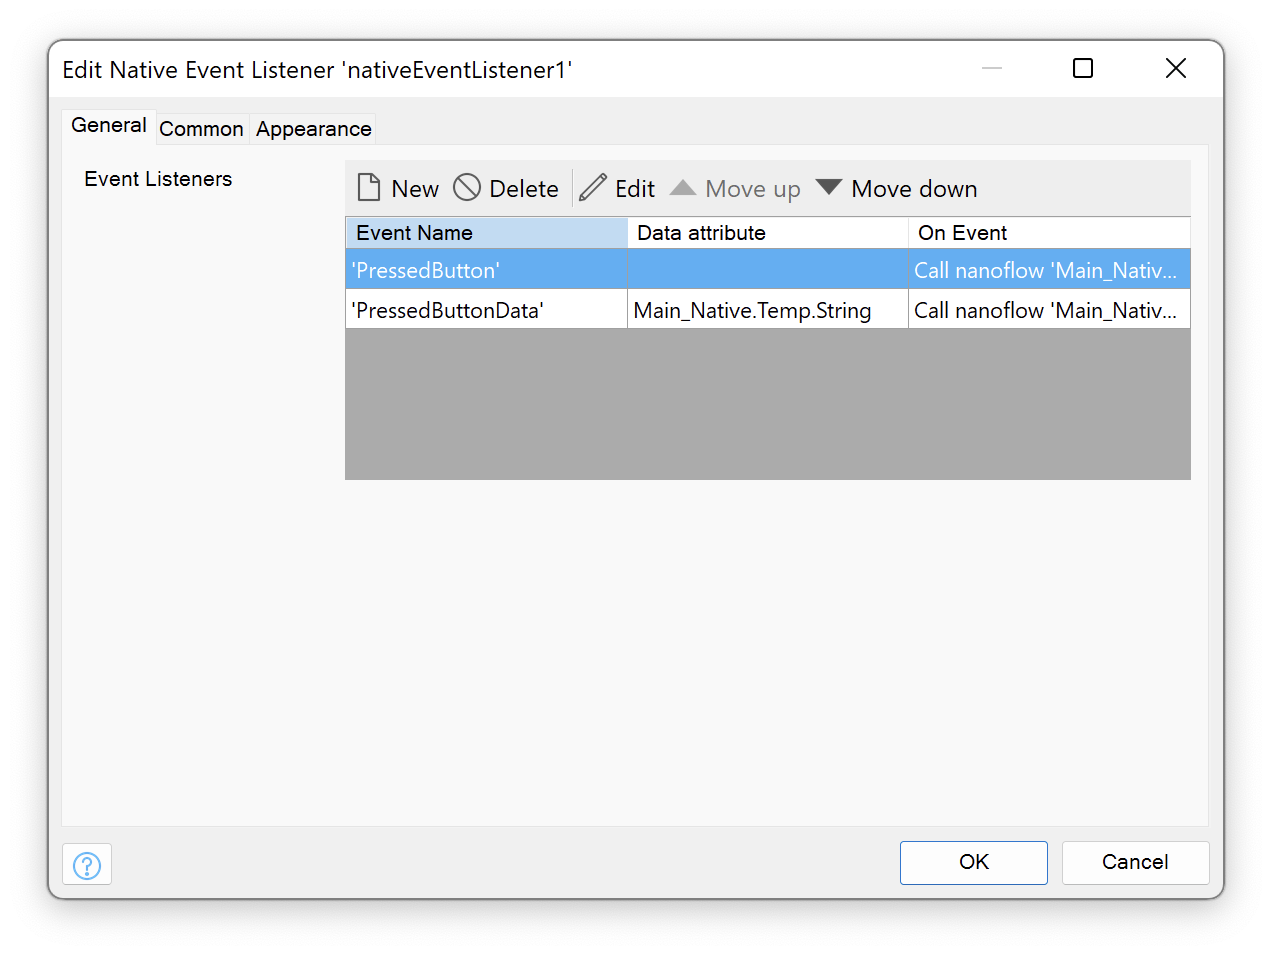 Edit Native Event Listener 'nativeEventListener1'
General Common Appearance
Event Listeners
New Delete Edit Move up Move down
Event Name Data attribute On Event
'PressedButton' Call nanoflow 'Main_Nativ...
'PressedButtonData' Main_Native.Temp.String Call nanoflow 'Main_Nativ...
? OK Cancel